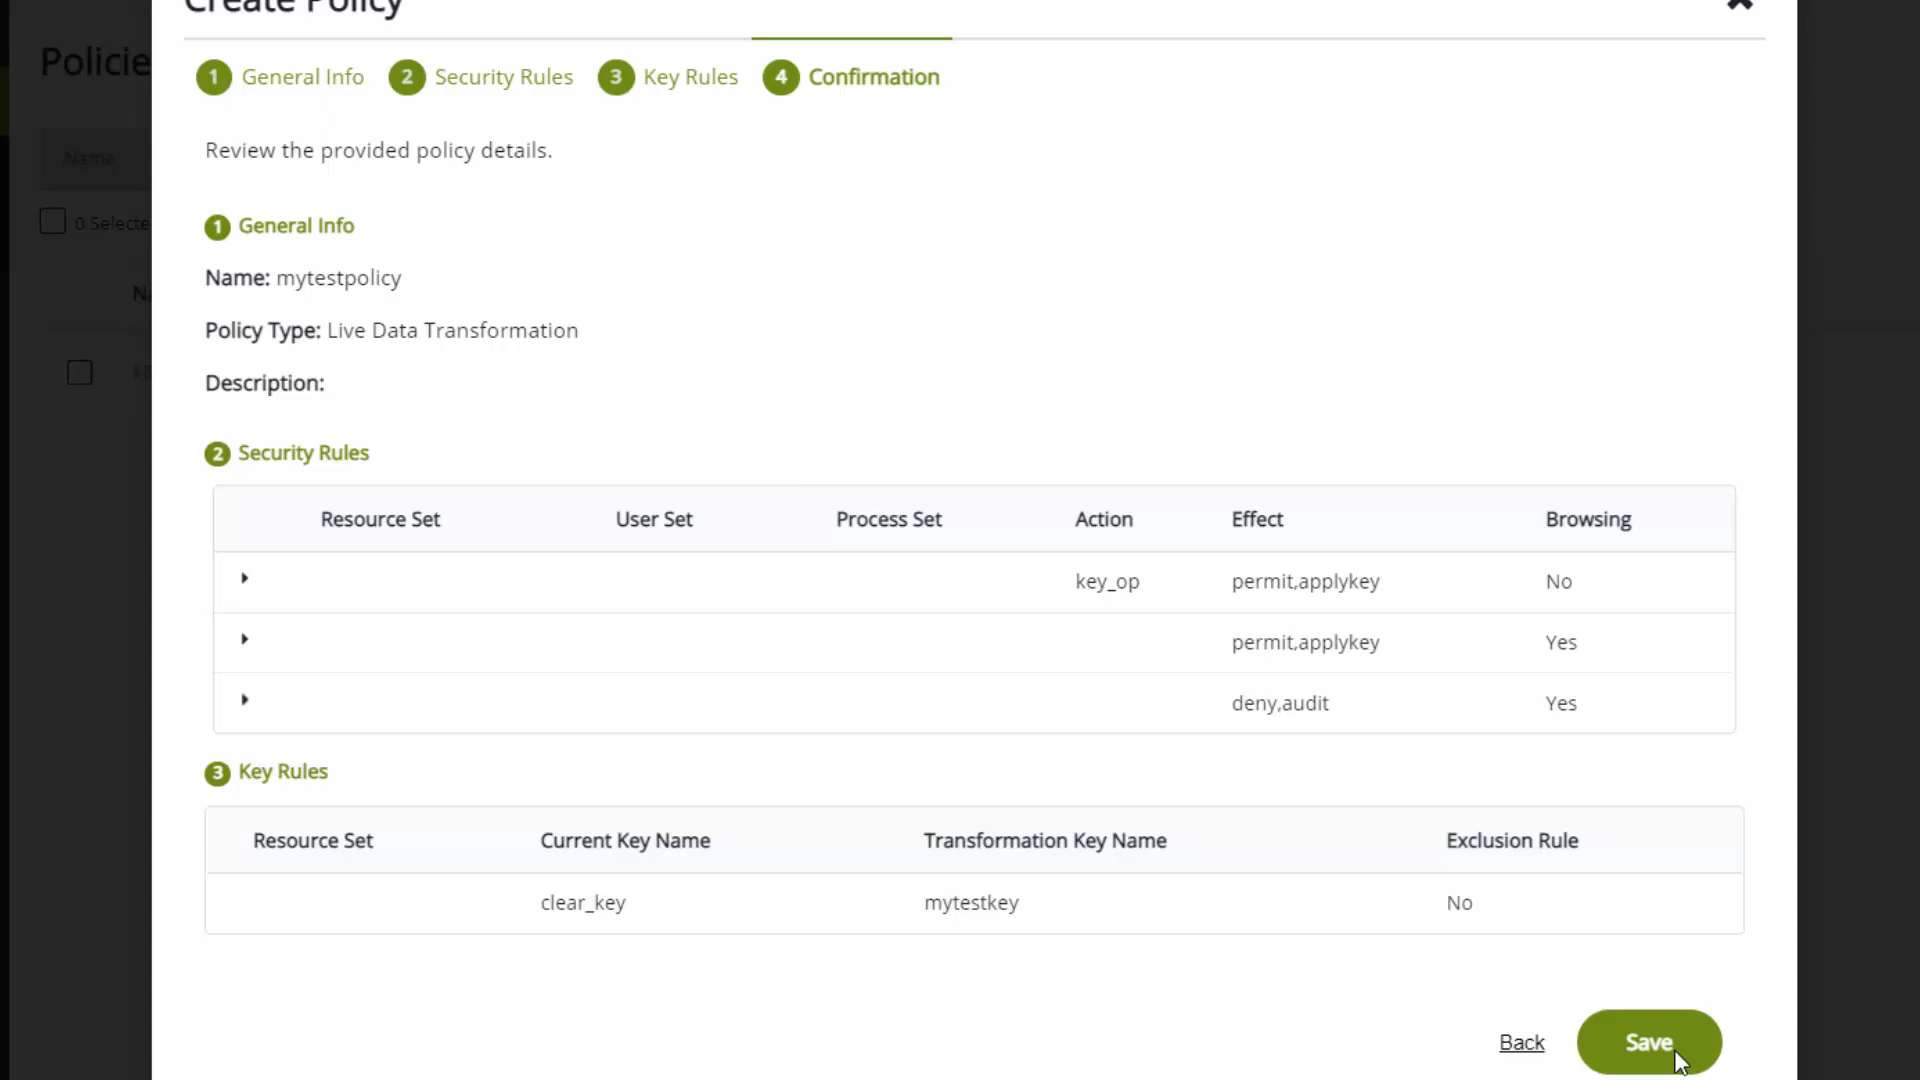 Create Policy
Policie
1 General Info 2 Security Rules 3 Key Rules 4 Confirmation
Review the provided policy details.
Name
0 Selecte
1 General Info
Name: mytestpolicy
Policy Type: Live Data Transformation
Description:
2 Security Rules
Resource Set User Set Process Set Action Effect Browsing
key_op permit,applykey No
permit,applykey Yes
deny,audit Yes
3 Key Rules
Resource Set Current Key Name Transformation Key Name Exclusion Rule
clear_key mytestkey No
Back Save